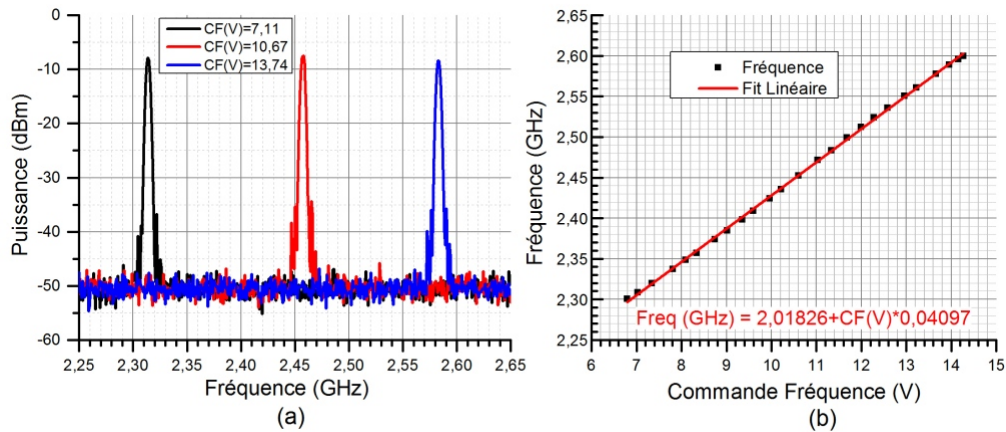 CF(V)=7,11
CF(V)=10,67
CF(V)=13,74
0
-10
-20
-30
-40
-50
-60
Puissance (dBm)
2,25 2,30 2,35 2,40 2,45 2,50 2,55 2,60 2,65
Fréquence (GHz)
(a)
2,65
2,60
2,55
2,50
2,45
2,40
2,35
2,30
2,25
Fréquence (GHz)
Fréquence
Fit Linéaire
Freq (GHz) = 2,01826+CF(V)*0,04097
6 7 8 9 10 11 12 13 14 15
Commande Fréquence (V)
(b)